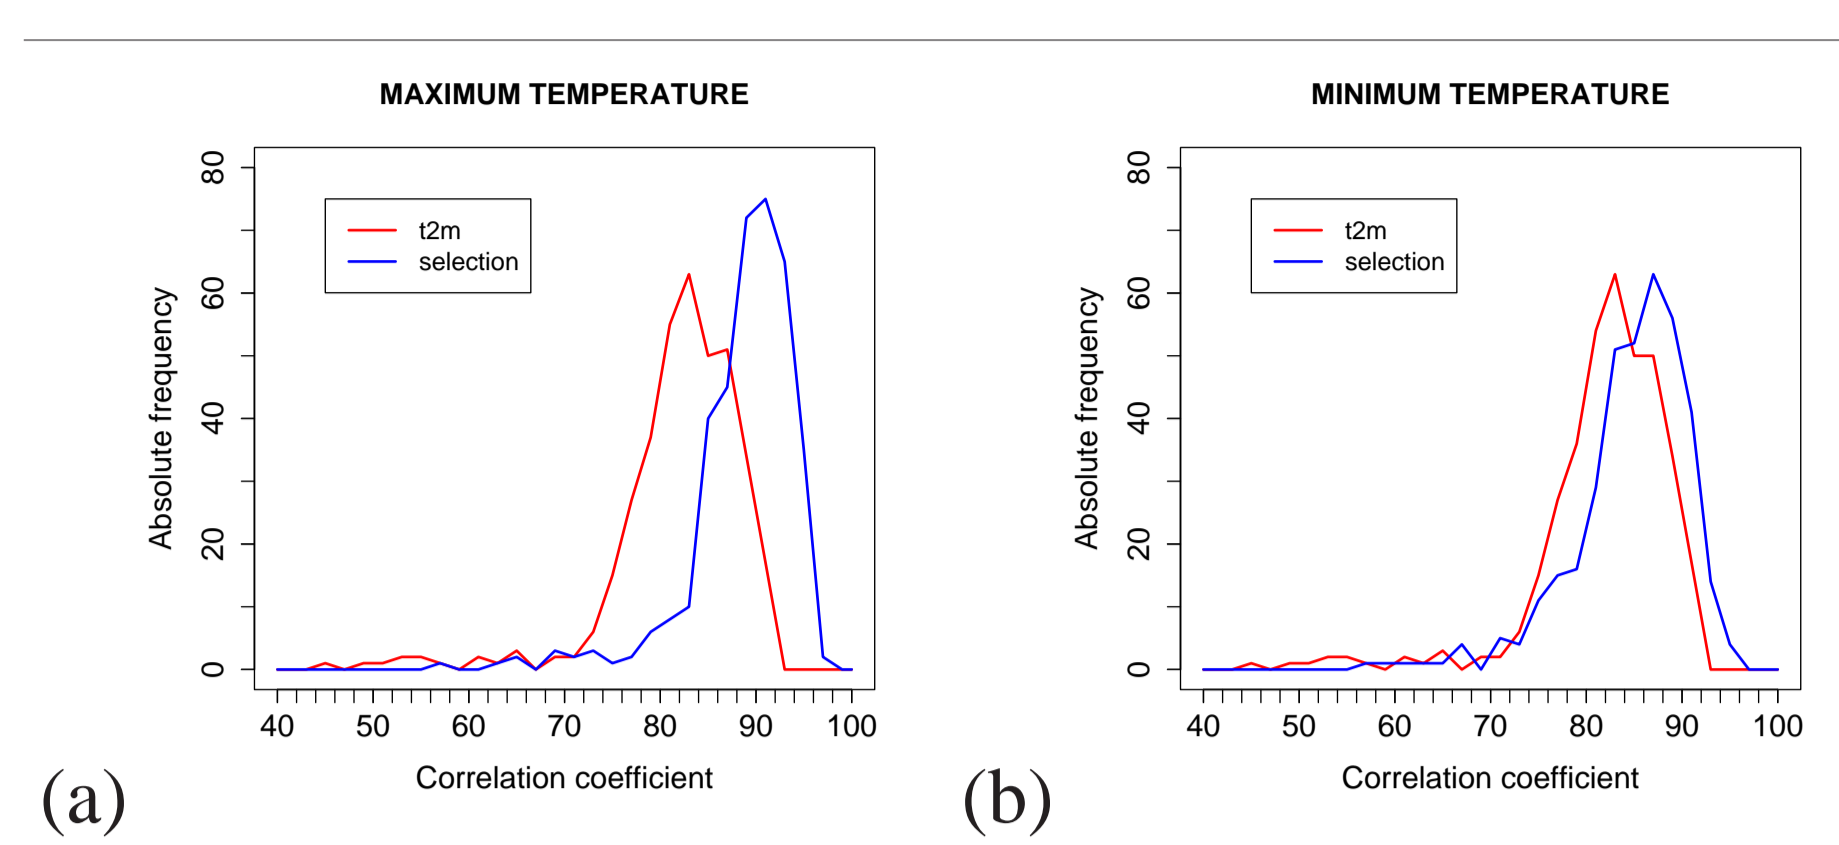 MAXIMUM TEMPERATURE
80
60
40
20
0
Absolute frequency
t2m
selection
40 50 60 70 80 90 100
Correlation coefficient
(a)
MINIMUM TEMPERATURE
80
60
40
20
0
Absolute frequency
t2m
selection
40 50 60 70 80 90 100
Correlation coefficient
(b)